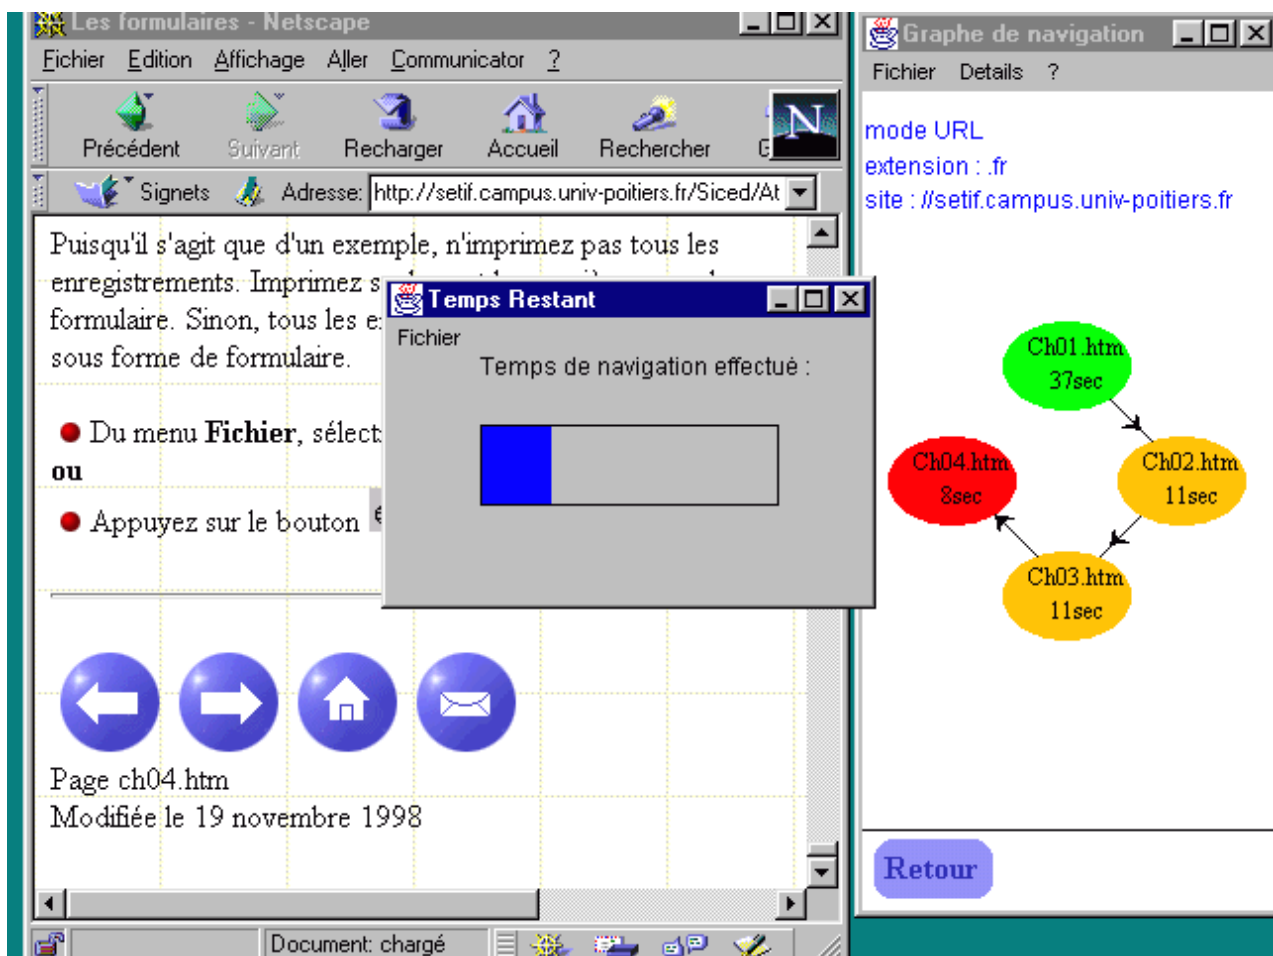 Les formulaires - Netscape
Fichier Edition Affichage Aller Communicator ?
Précédent Suivant Recharger Accueil Rechercher
N
Signets Adresse: http://setif.campus.univ-poitiers.fr/Siced/At
Puisqu'il s'agit que d'un exemple, n'imprimez pas tous les
enregistrements. Imprimez
formulaire. Sinon, tous les
sous forme de formulaire.
Du menu Fichier, sélect
ou
Appuyez sur le bouton
Page ch04.htm
Modifiée le 19 novembre 1998
Document: chargé
Temps Restant
Fichier
Temps de navigation effectué :
Graphe de navigation
Fichier Details ?
mode URL
extension : .fr
site : //setif.campus.univ-poitiers.fr
Ch01.htm
37sec
Ch04.htm
8sec
Ch02.htm
11sec
Ch03.htm
11sec
Retour